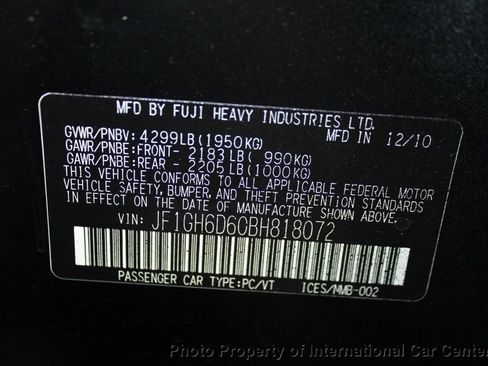 MFD BY FUJI HEAVY INDUSTRIES LTD.
MFD IN 12/10
GVWR/PNBV: 4299LB(1950KG)
GAWR/PNBE:FRONT- 2183LB( 990KG)
GAWR/PNBE:REAR - 2205LB(1000KG)
THIS VEHICLE CONFORMS TO ALL APPLICABLE FEDERAL MOTOR
VEHICLE SAFETY, BUMPER, AND THEFT PREVENTION STANDARDS
IN EFFECT ON THE DATE OF MANUFACTURE SHOWN ABOVE.
VIN: JF1GH6D6CBH818072
PASSENGER CAR TYPE:PC/VT ICES/NMB-002
Photo Property of International Car Center